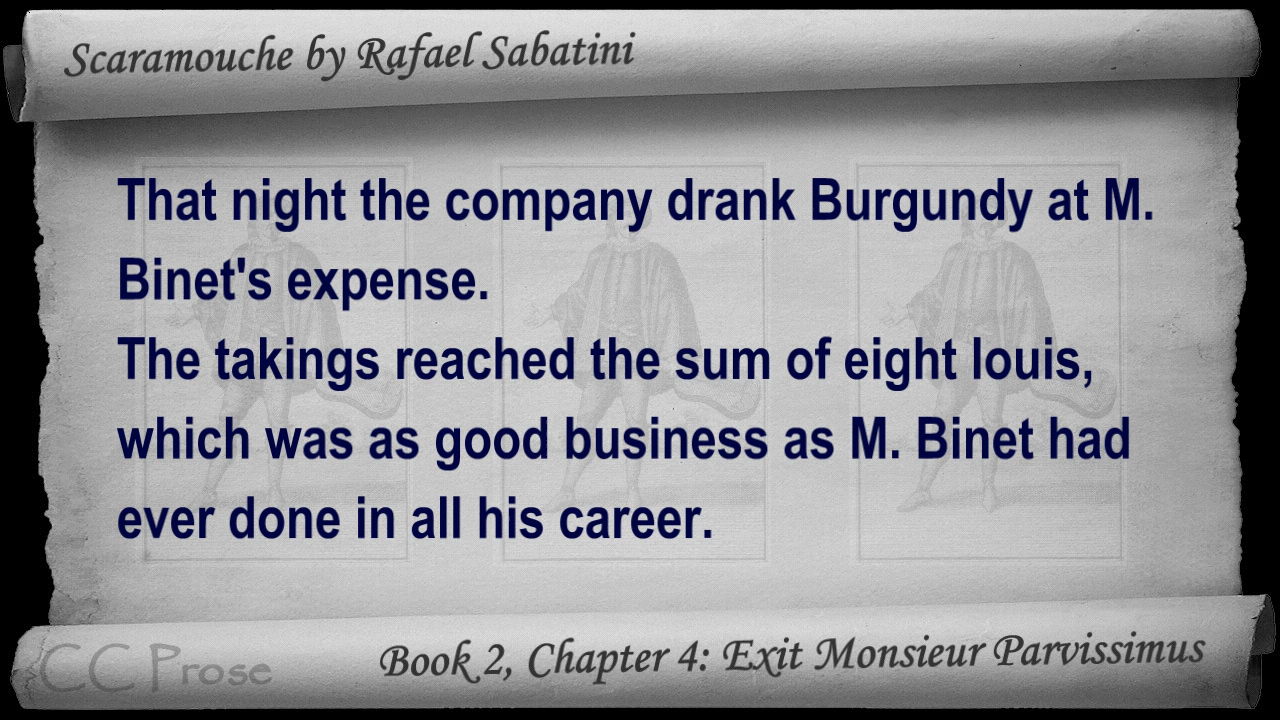 Scaramouche by Rafael Sabatini
That night the company drank Burgundy at M.
Binet's expense.
The takings reached the sum of eight louis,
which was as good business as M. Binet had
ever done in all his career.
CC Prose
Book 2, Chapter 4: Exit Monsieur Parvissimus